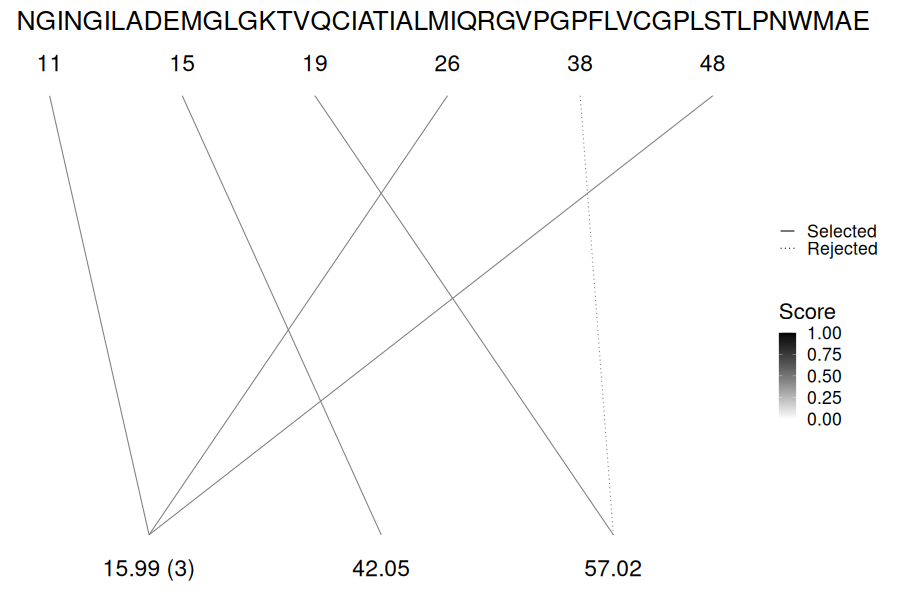 NGINGILADEMGLGKTVQCIATIALMIQRGVPGPFLVCGPLSTLPNWMAE
11 15 19 26 38 48
Selected
Rejected
Score
1.00
0.75
0.50
0.25
0.00
15.99 (3) 42.05 57.02